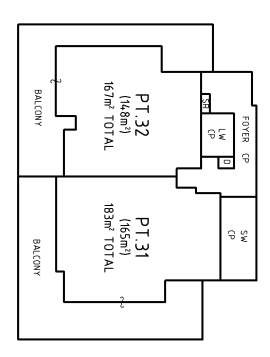 PT.32
(148m²)
167m² TOTAL
BALCONY
SR
LW
CP
D
FOYER CP
PT.31
(165m²)
183m² TOTAL
BALCONY
SW
CP